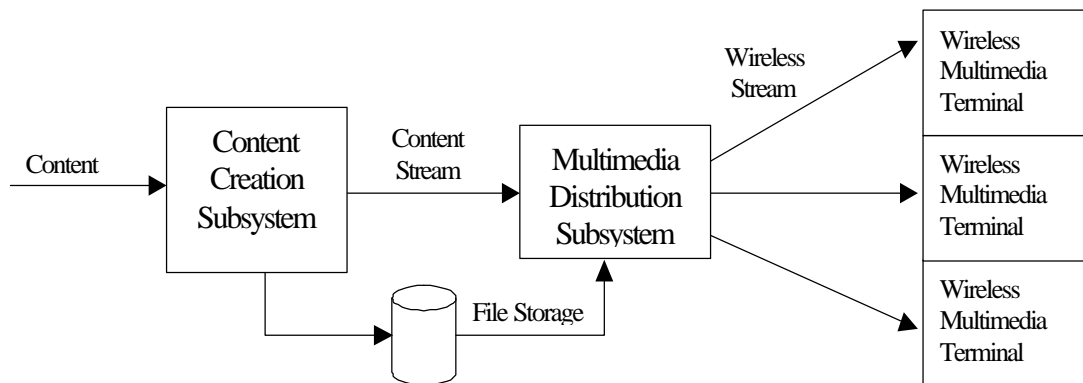 Content
Content
Creation
Subsystem
Content
Stream
File Storage
Multimedia
Distribution
Subsystem
Wireless
Stream
Wireless
Multimedia
Terminal
Wireless
Multimedia
Terminal
Wireless
Multimedia
Terminal